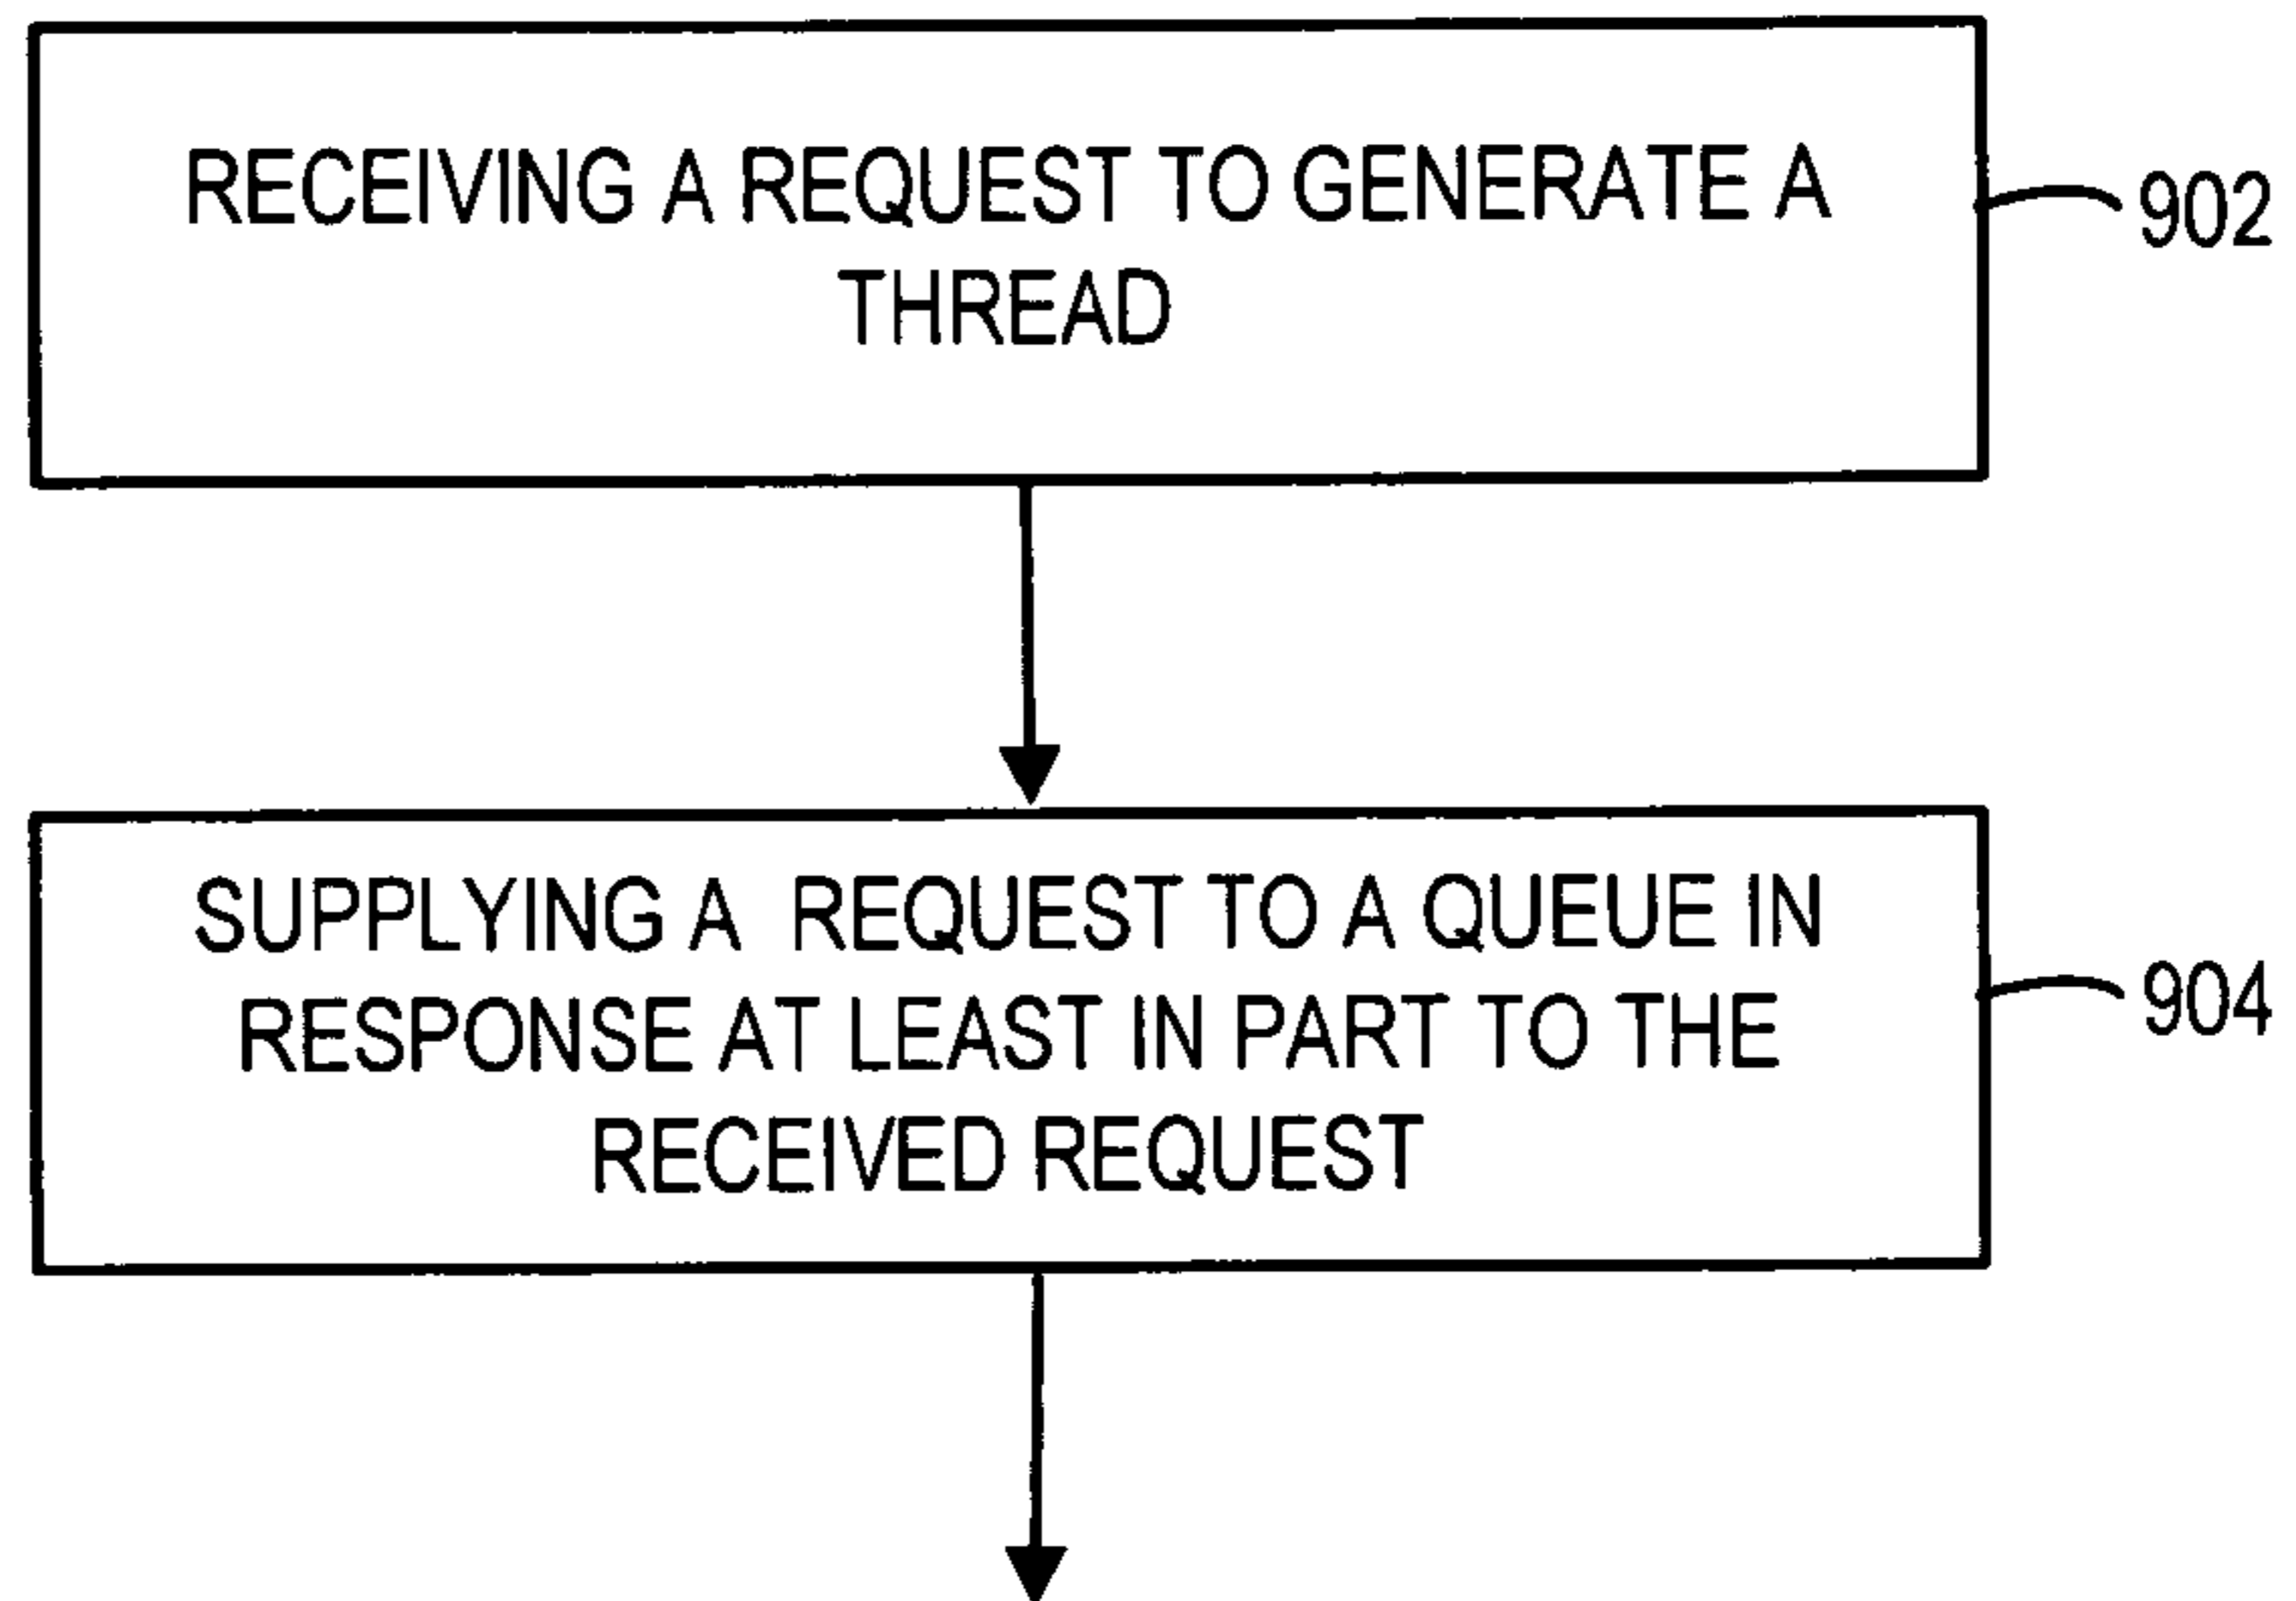 RECEIVING A REQUEST TO GENERATE A
THREAD
902
SUPPLYING A REQUEST TO A QUEUE IN
RESPONSE AT LEAST IN PART TO THE
RECEIVED REQUEST
904